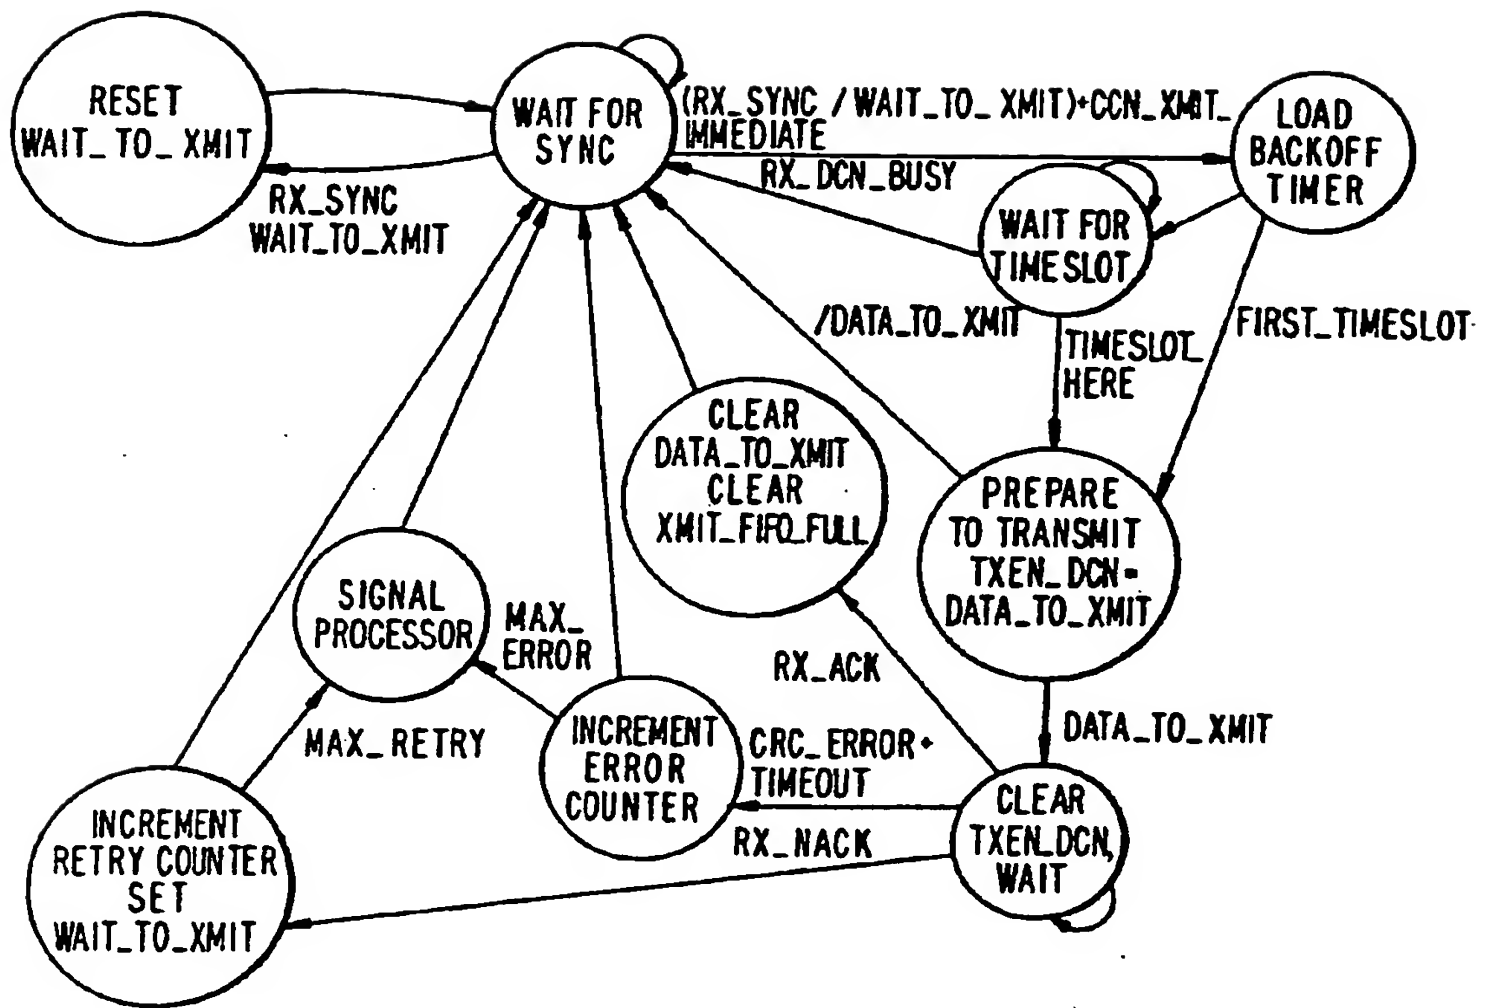 RESET
WAIT_TO_XMIT
WAIT FOR
SYNC
(RX_SYNC / WAIT_TO_XMIT)+CCN_XMIT_
IMMEDIATE
LOAD
BACKOFF
TIMER
RX_DCN_BUSY
RX_SYNC
WAIT_TO_XMIT
WAIT FOR
TIMESLOT
/DATA_TO_XMIT
TIMESLOT_
HERE
FIRST_TIMESLOT
CLEAR
DATA_TO_XMIT
CLEAR
XMIT_FIFO_FULL
PREPARE
TO TRANSMIT
TXEN_DCN=
DATA_TO_XMIT
SIGNAL
PROCESSOR
MAX_
ERROR
RX_ACK
DATA_TO_XMIT
MAX_RETRY
INCREMENT
ERROR
COUNTER
CRC_ERROR+
TIMEOUT
RX_NACK
CLEAR
TXEN_DCN,
WAIT
INCREMENT
RETRY COUNTER
SET
WAIT_TO_XMIT